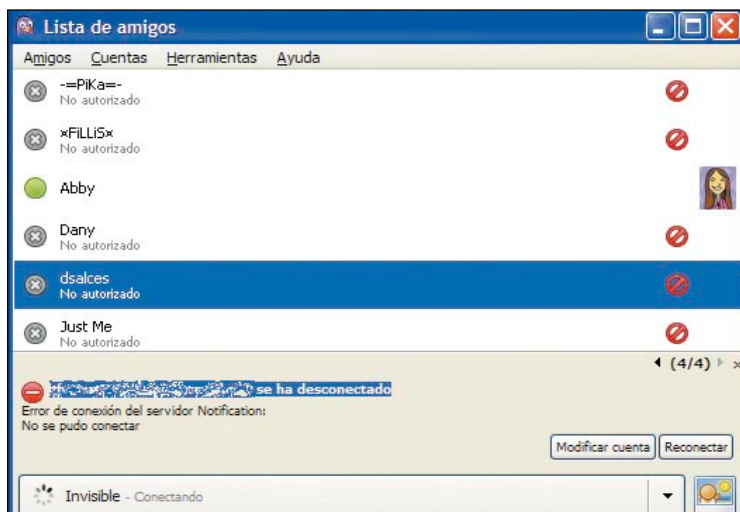 Lista de amigos
Amigos Cuentas Herramientas Ayuda
-=PiKa=-
No autorizado
×FiLLiS×
No autorizado
Abby
Dany
No autorizado
dsalces
No autorizado
Just Me
No autorizado
(4/4)
se ha desconectado
Error de conexión del servidor Notification:
No se pudo conectar
Modificar cuenta Reconectar
Invisible - Conectando